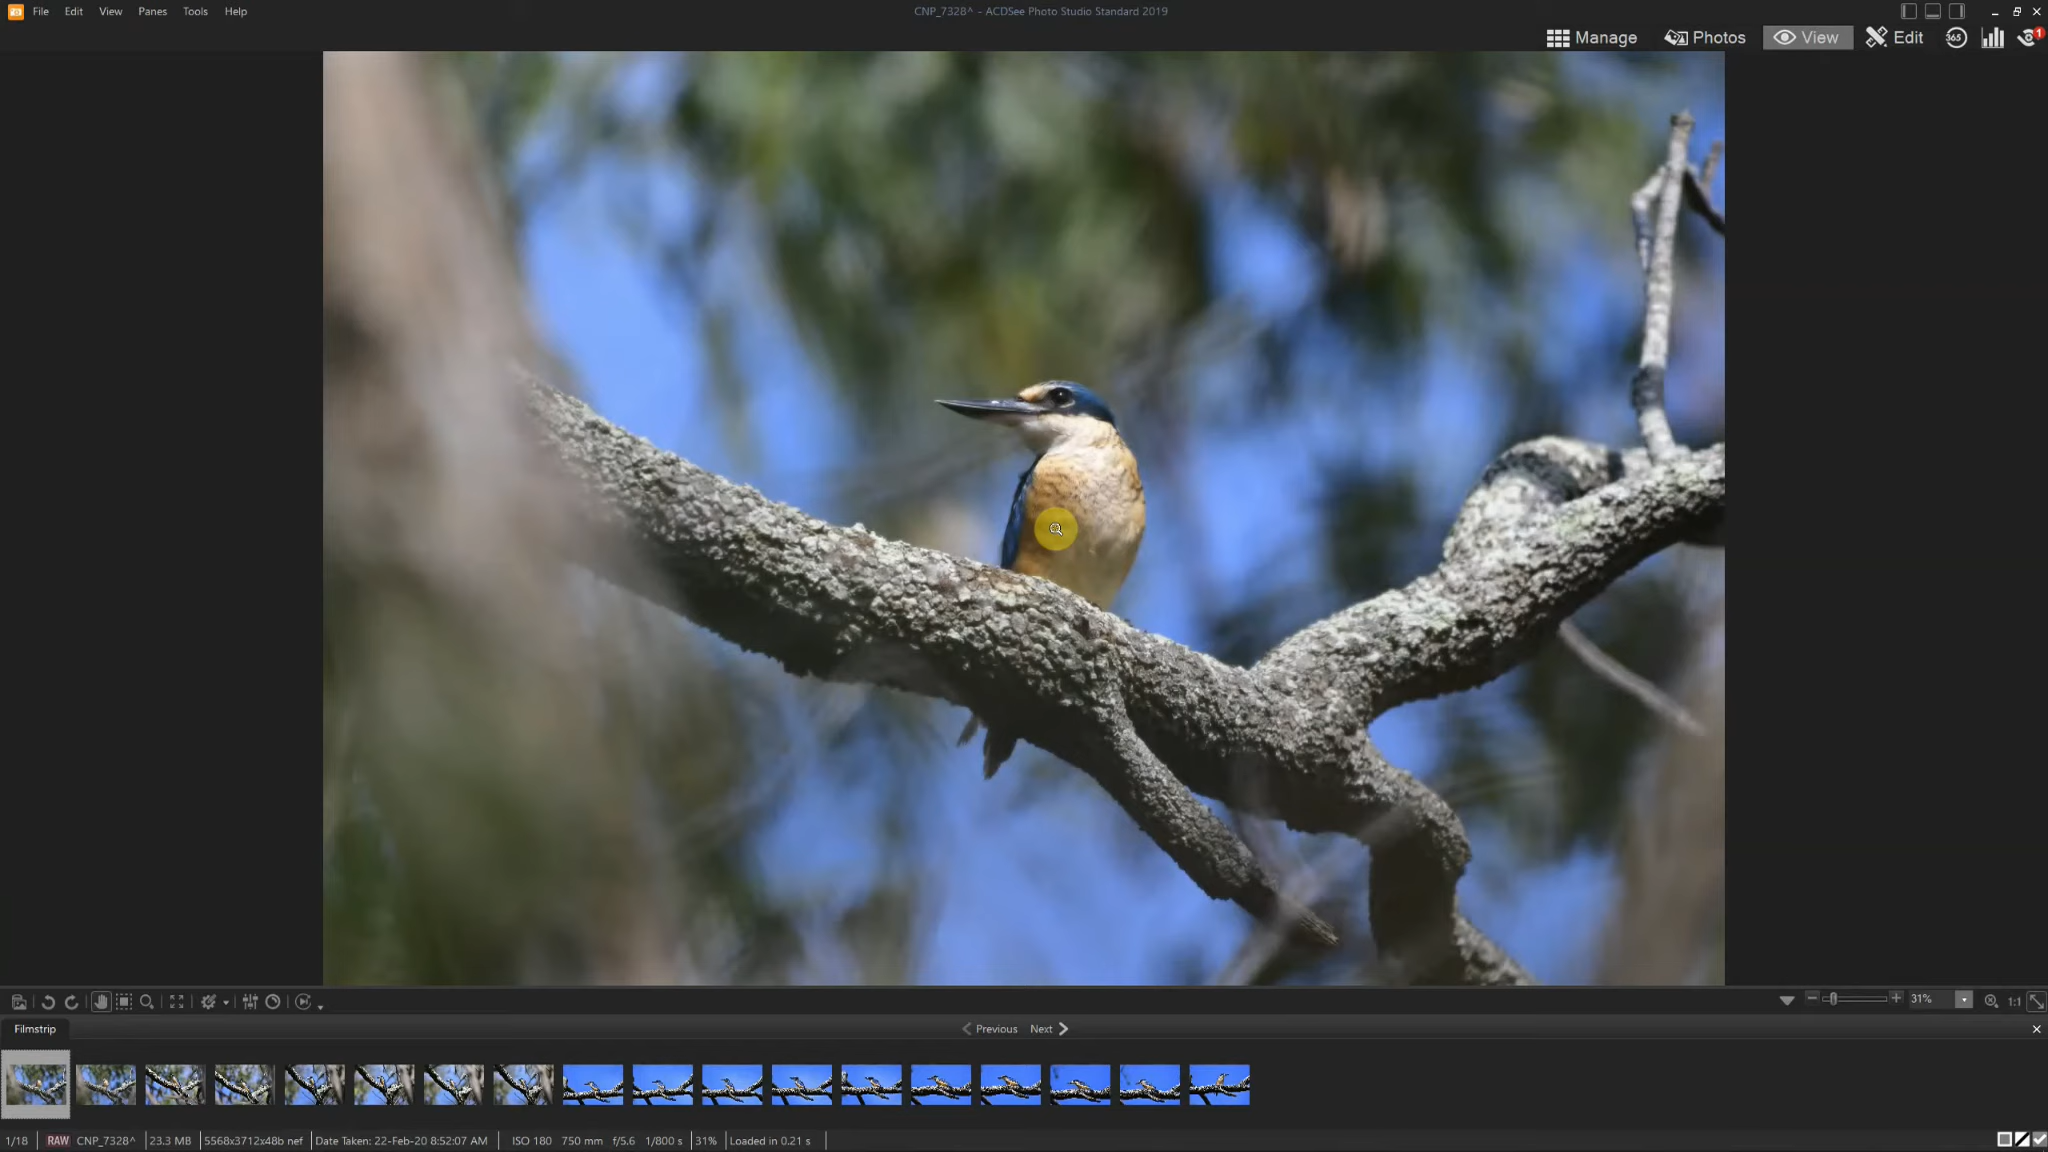 CNP_7328^ - ACDSee Photo Studio Standard 2019
File Edit View Panes Tools Help
Manage Photos View Edit 365 1
31% 1:1
Filmstrip
Previous Next
1/18 RAW CNP_7328^ 23.3 MB 5568x3712x48b nef Date Taken: 22-Feb-20 8:52:07 AM ISO 180 750 mm f/5.6 1/800 s 31% Loaded in 0.21 s